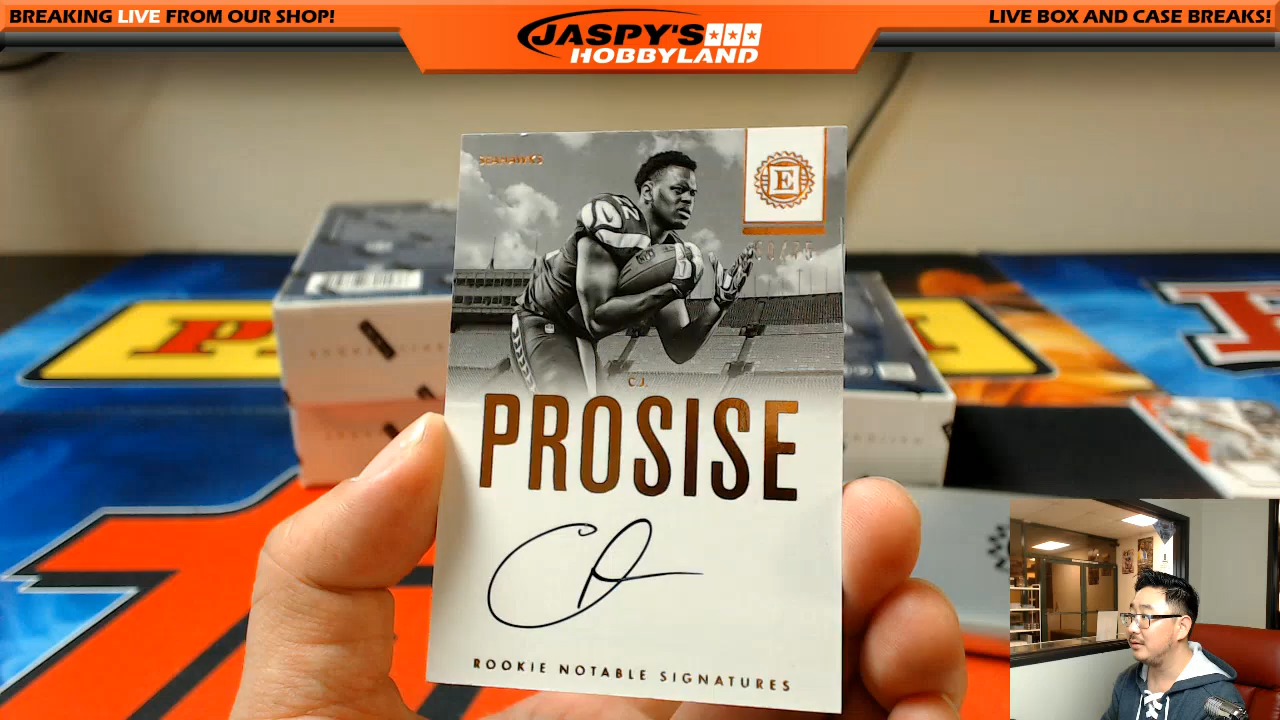 BREAKING LIVE FROM OUR SHOP!
JASPY'S
HOBBYLAND
LIVE BOX AND CASE BREAKS!
SEAHAWKS
E
C.J.
PROSISE
ROOKIE NOTABLE SIGNATURES